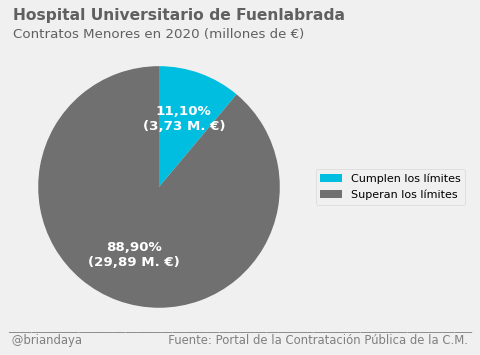 Hospital Universitario de Fuenlabrada
Contratos Menores en 2020 (millones de €)
11,10%
(3,73 M. €)
Cumplen los límites
Superan los límites
88,90%
(29,89 M. €)
@briandaya
Fuente: Portal de la Contratación Pública de la C.M.